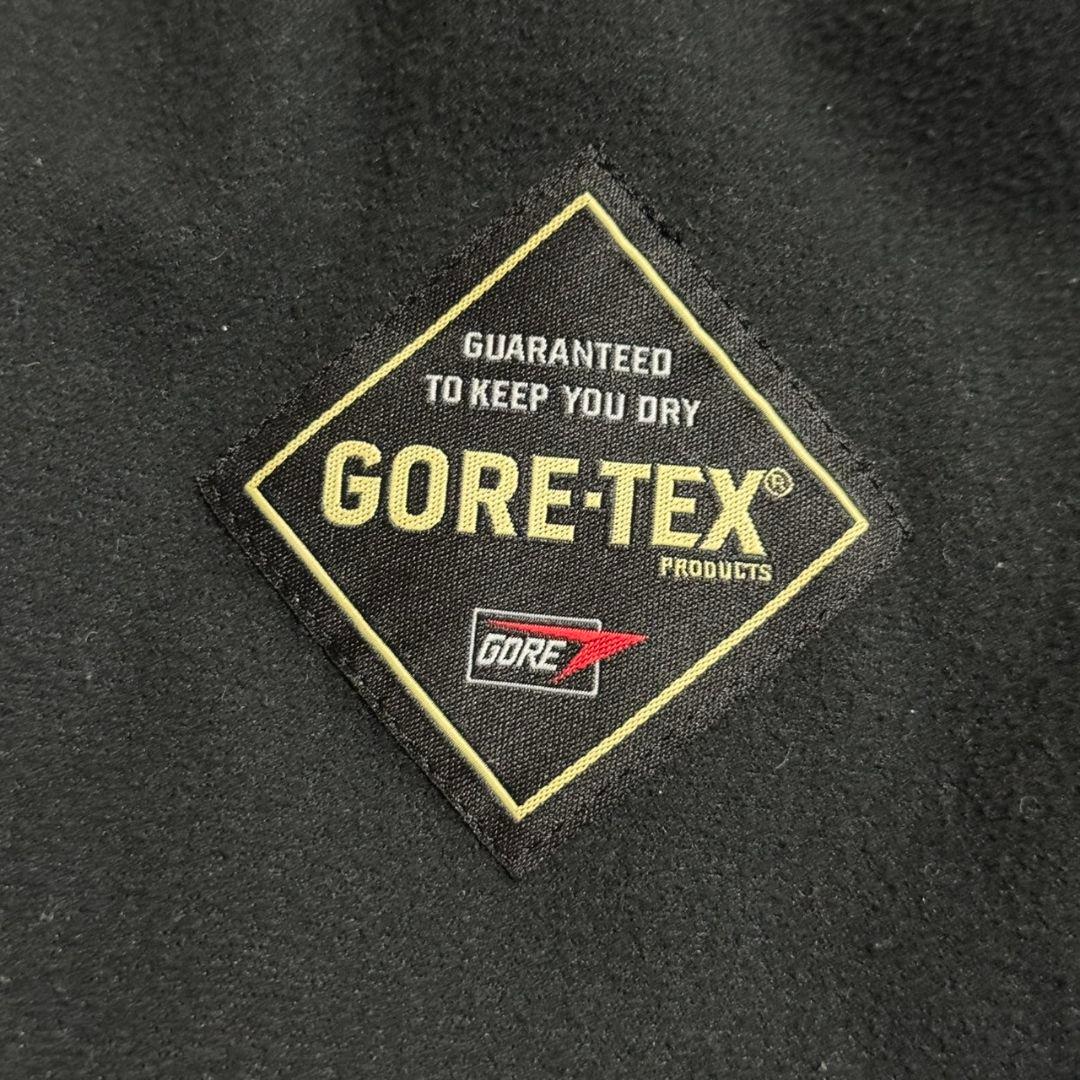 GUARANTEED
TO KEEP YOU DRY
GORE-TEX®
PRODUCTS
GORE